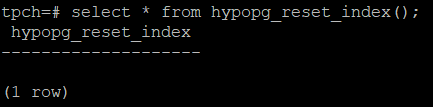 tpch=# select * from hypopg_reset_index();
 hypopg_reset_index
--------------------
(1 row)